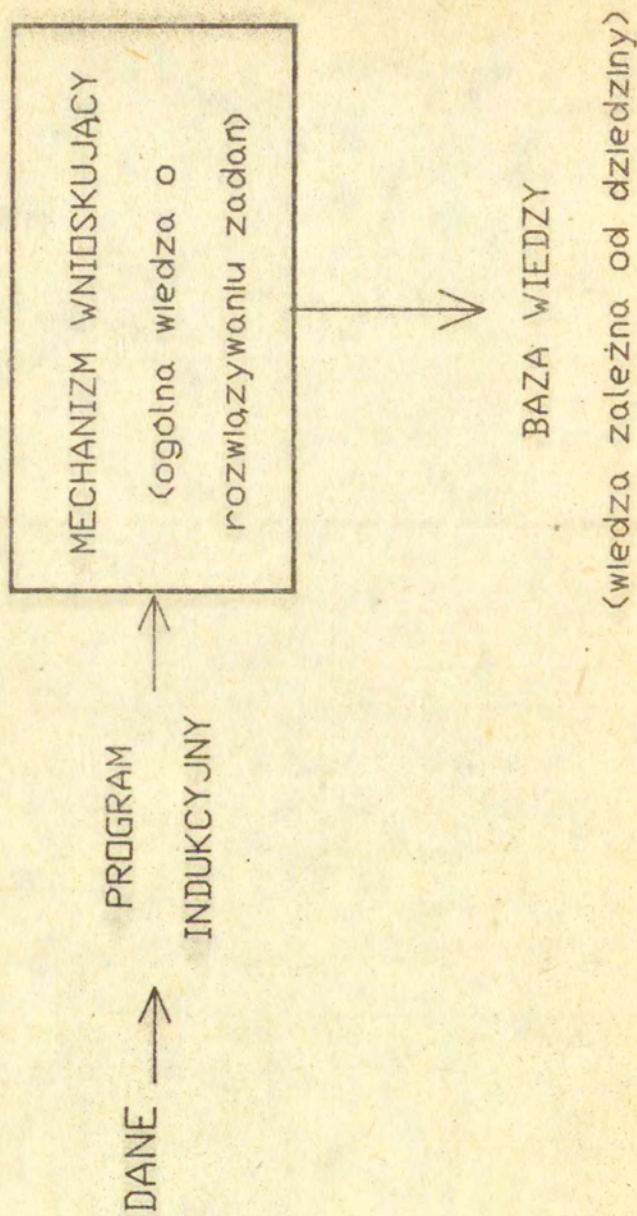 DANE
PROGRAM
INDUKCYJNY
MECHANIZM WNIOSKUJĄCY
(ogólna wiedza o
rozwiązywaniu zadań)
BAZA WIEDZY
(wiedza zależna od dziedziny)